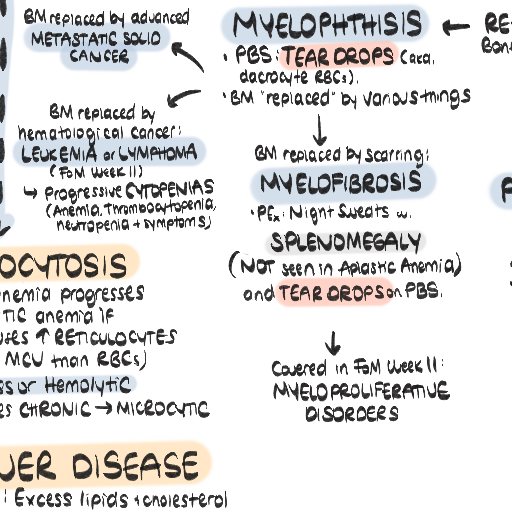 BM replaced by advanced
METASTATIC SOLID
CANCER
BM replaced by
hematological cancer:
LEUKEMIA or LYMPHOMA
(FoM Week 11)
↳ Progressive CYTOPENIAS
(Anemia, Thrombocytopenia,
neutropenia + symptoms)
OCYTOSIS
nemia progresses
TIC anemia if
↑ RETICULOCYTES
MCV than RBCs)
ss or Hemolytic
es CHRONIC → MICROCYTIC
VER DISEASE
: Excess lipids + cholesterol
MYELOPHTHISIS
• PBS: TEAR DROPS (aka.
dacrocyte RBCs).
• BM "replaced" by various things
BM replaced by scarring:
MYELOFIBROSIS
• PEx: Night Sweats w.
SPLENOMEGALY
(NOT seen in Aplastic Anemia)
and TEAR DROPS on PBS.
Covered in FoM Week 11:
MYELOPROLIFERATIVE
DISORDERS
RE
Bon